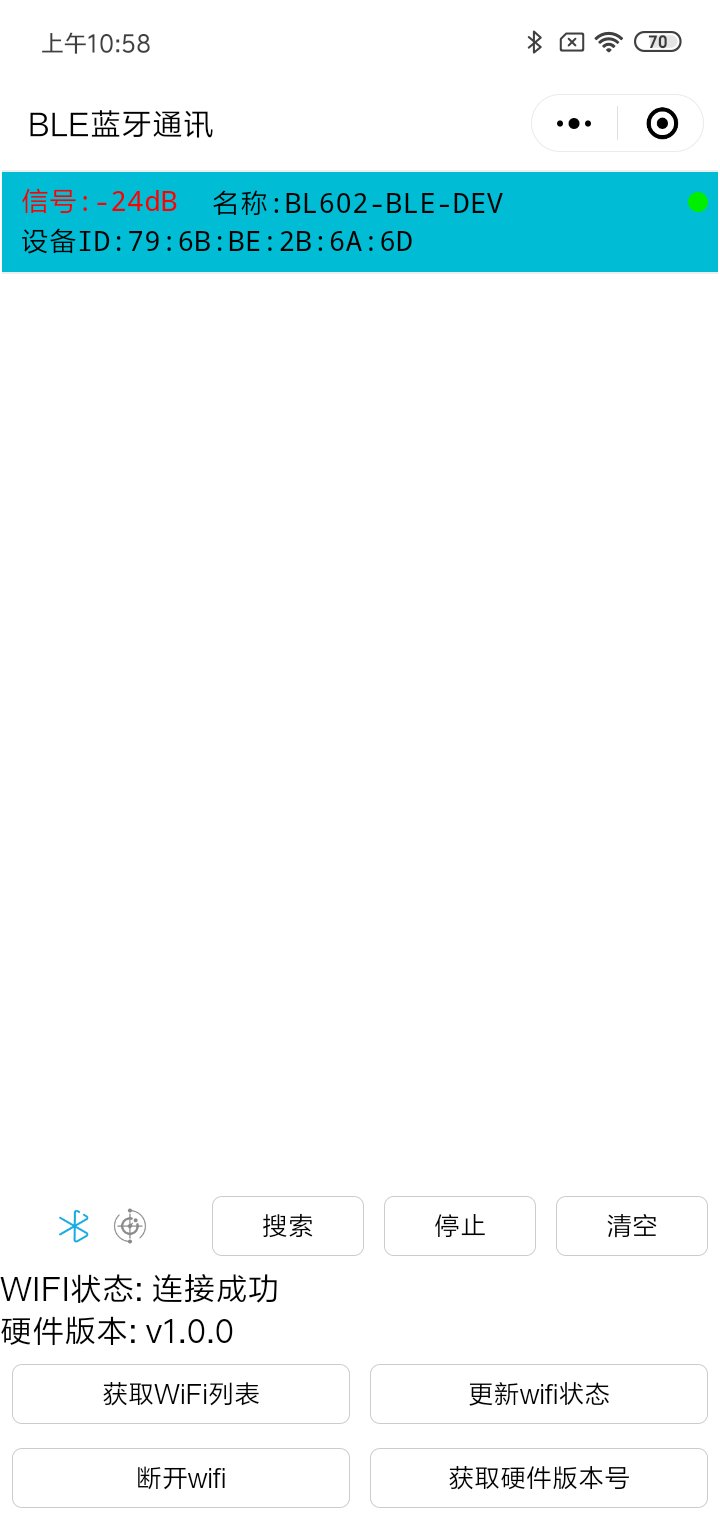 上午10:58
70
BLE蓝牙通讯
信号:-24dB 名称:BL602-BLE-DEV
设备ID:79:6B:BE:2B:6A:6D
搜索 停止 清空
WIFI状态: 连接成功
硬件版本: v1.0.0
获取WiFi列表 更新wifi状态
断开wifi 获取硬件版本号